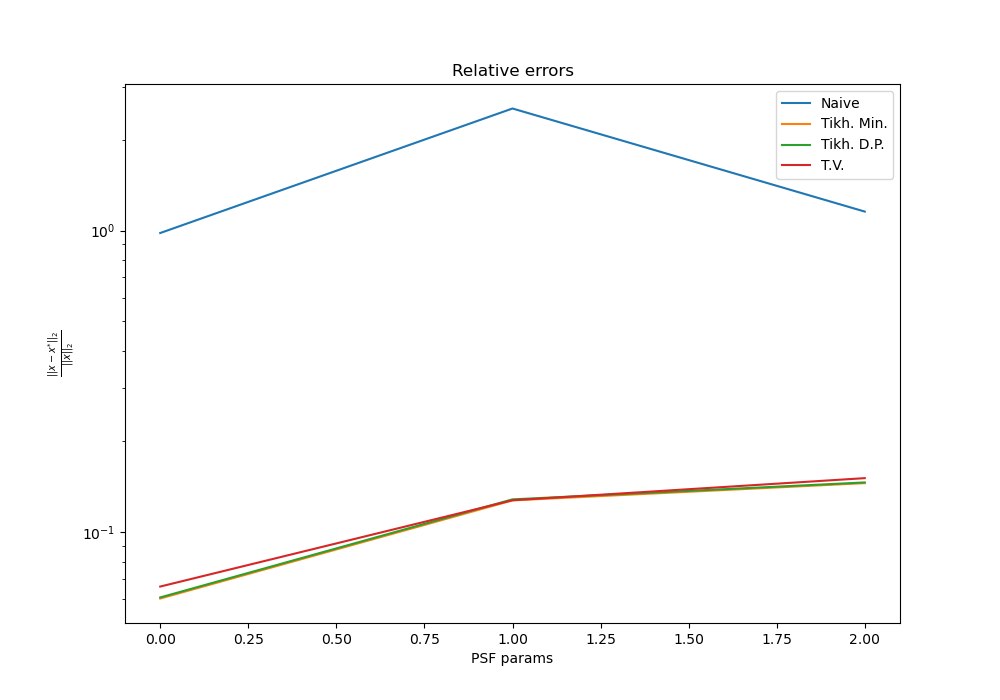 Relative errors
Naive
Tikh. Min.
Tikh. D.P.
T.V.
10⁰
10⁻¹
||x − x*||₂
||x||₂
0.00 0.25 0.50 0.75 1.00 1.25 1.50 1.75 2.00
PSF params